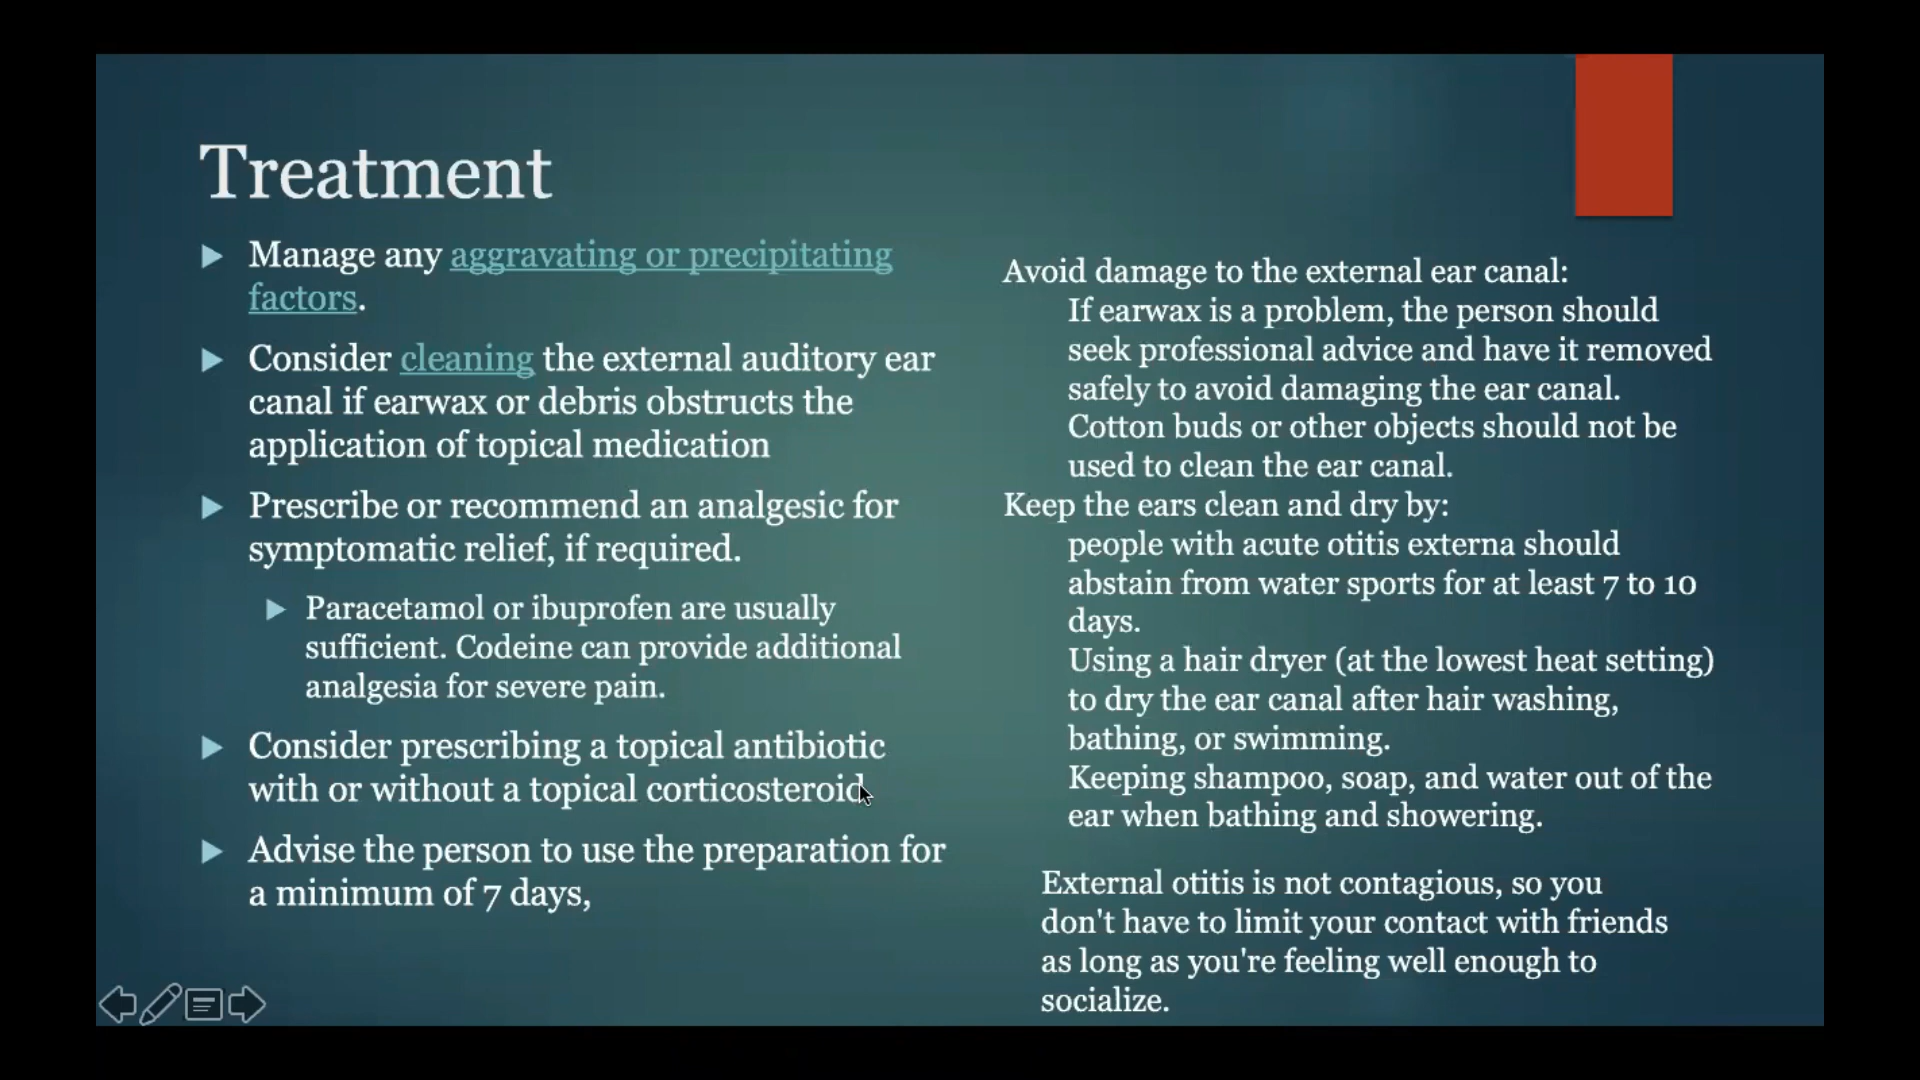 Treatment
Manage any aggravating or precipitating
factors.
Consider cleaning the external auditory ear
canal if earwax or debris obstructs the
application of topical medication
Prescribe or recommend an analgesic for
symptomatic relief, if required.
Paracetamol or ibuprofen are usually
sufficient. Codeine can provide additional
analgesia for severe pain.
Consider prescribing a topical antibiotic
with or without a topical corticosteroid
Advise the person to use the preparation for
a minimum of 7 days,
Avoid damage to the external ear canal:
If earwax is a problem, the person should
seek professional advice and have it removed
safely to avoid damaging the ear canal.
Cotton buds or other objects should not be
used to clean the ear canal.
Keep the ears clean and dry by:
people with acute otitis externa should
abstain from water sports for at least 7 to 10
days.
Using a hair dryer (at the lowest heat setting)
to dry the ear canal after hair washing,
bathing, or swimming.
Keeping shampoo, soap, and water out of the
ear when bathing and showering.
External otitis is not contagious, so you
don't have to limit your contact with friends
as long as you're feeling well enough to
socialize.